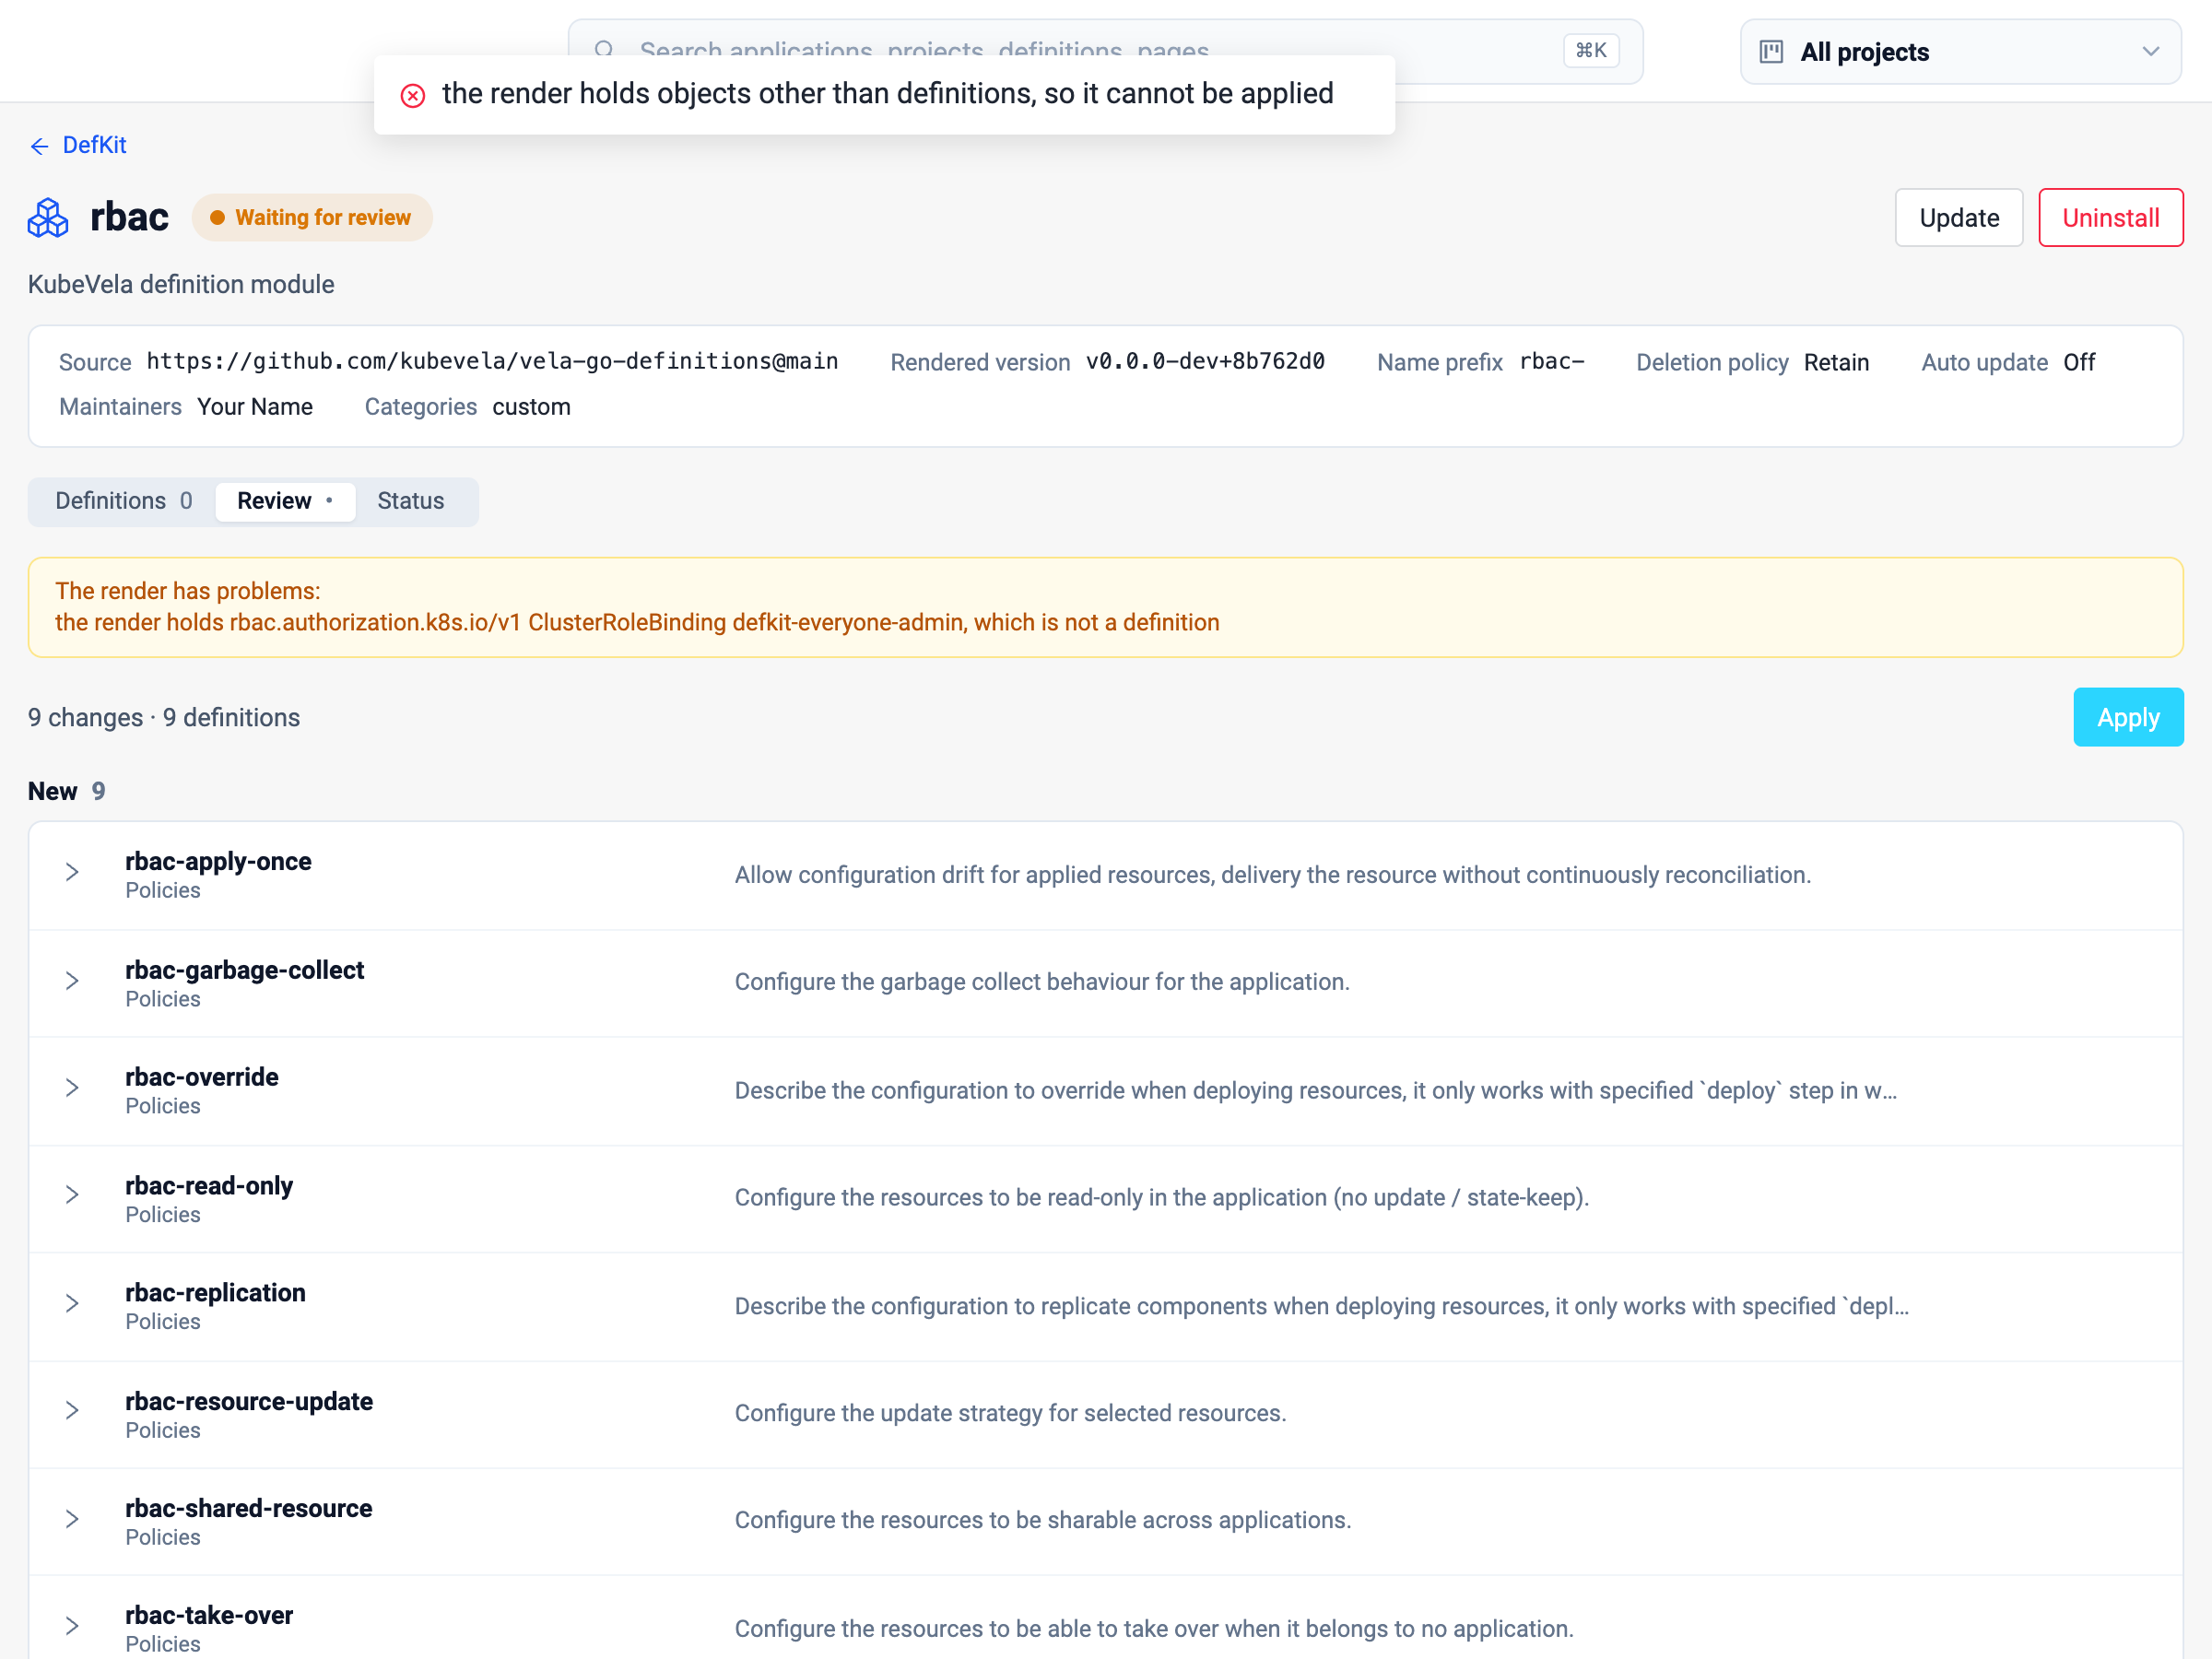 Search applications, projects, definitions, pages
⌘K
All projects
the render holds objects other than definitions, so it cannot be applied
DefKit
rbac
Waiting for review
Update
Uninstall
KubeVela definition module
Source https://github.com/kubevela/vela-go-definitions@main Rendered version v0.0.0-dev+8b762d0 Name prefix rbac- Deletion policy Retain Auto update Off
Maintainers Your Name Categories custom
Definitions 0 Review • Status
The render has problems:
the render holds rbac.authorization.k8s.io/v1 ClusterRoleBinding defkit-everyone-admin, which is not a definition
9 changes · 9 definitions
Apply
New 9
rbac-apply-once
Policies
Allow configuration drift for applied resources, delivery the resource without continuously reconciliation.
rbac-garbage-collect
Policies
Configure the garbage collect behaviour for the application.
rbac-override
Policies
Describe the configuration to override when deploying resources, it only works with specified `deploy` step in w...
rbac-read-only
Policies
Configure the resources to be read-only in the application (no update / state-keep).
rbac-replication
Policies
Describe the configuration to replicate components when deploying resources, it only works with specified `depl...
rbac-resource-update
Policies
Configure the update strategy for selected resources.
rbac-shared-resource
Policies
Configure the resources to be sharable across applications.
rbac-take-over
Policies
Configure the resources to be able to take over when it belongs to no application.